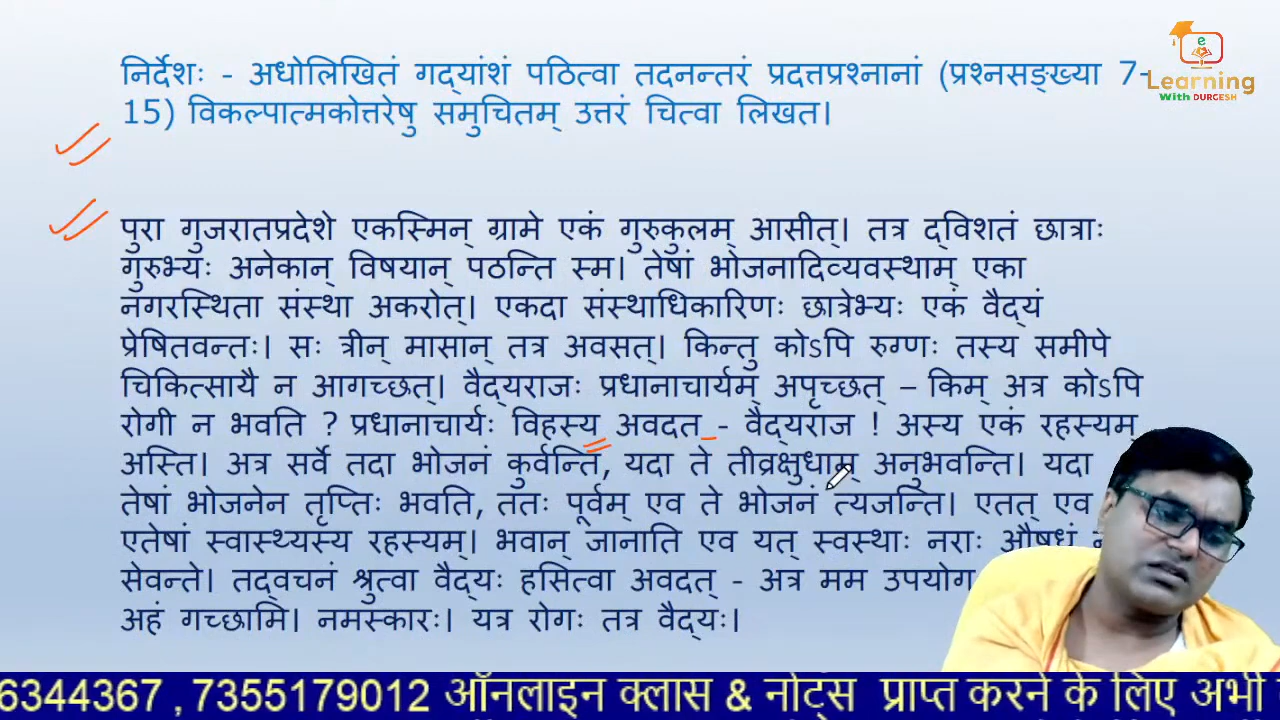 e
Learning
With DURGESH
निर्देशः - अधोलिखितं गद्यांशं पठित्वा तदनन्तरं प्रदत्तप्रश्नानां (प्रश्नसङ्ख्या 7-
15) विकल्पात्मकोत्तरेषु समुचितम् उत्तरं चित्वा लिखत।
पुरा गुजरातप्रदेशे एकस्मिन् ग्रामे एकं गुरुकुलम् आसीत्। तत्र द्विशतं छात्राः
गुरुभ्यः अनेकान् विषयान् पठन्ति स्म। तेषां भोजनादिव्यवस्थाम् एका
नगरस्थिता संस्था अकरोत्। एकदा संस्थाधिकारिणः छात्रेभ्यः एकं वैद्यं
प्रेषितवन्तः। सः त्रीन् मासान् तत्र अवसत्। किन्तु कोऽपि रुग्णः तस्य समीपे
चिकित्सायै न आगच्छत्। वैद्यराजः प्रधानाचार्यम् अपृच्छत् – किम् अत्र कोऽपि
रोगी न भवति ? प्रधानाचार्यः विहस्य अवदत - वैद्यराज ! अस्य एकं रहस्यम्
अस्ति। अत्र सर्वे तदा भोजनं कुर्वन्ति, यदा ते तीव्रक्षुधाम् अनुभवन्ति। यदा
तेषां भोजनेन तृप्तिः भवति, ततः पूर्वम् एव ते भोजनं त्यजन्ति। एतत् एव
एतेषां स्वास्थ्यस्य रहस्यम्। भवान् जानाति एव यत् स्वस्थाः नराः औषधं
सेवन्ते। तद्वचनं श्रुत्वा वैद्यः हसित्वा अवदत् - अत्र मम उपयोग
अहं गच्छामि। नमस्कारः। यत्र रोगः तत्र वैद्यः।
6344367 , 7355179012 ऑनलाइन क्लास & नोट्स प्राप्त करने के लिए अभी